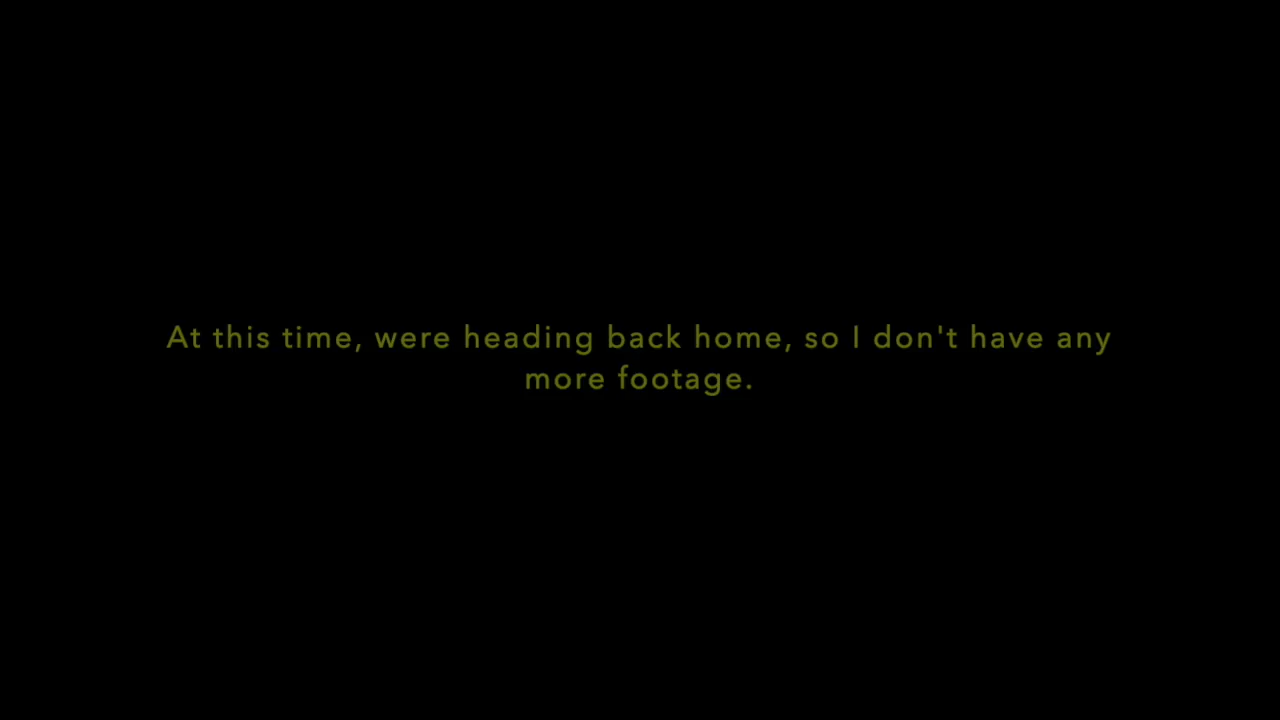 At this time, were heading back home, so I don't have any
more footage.